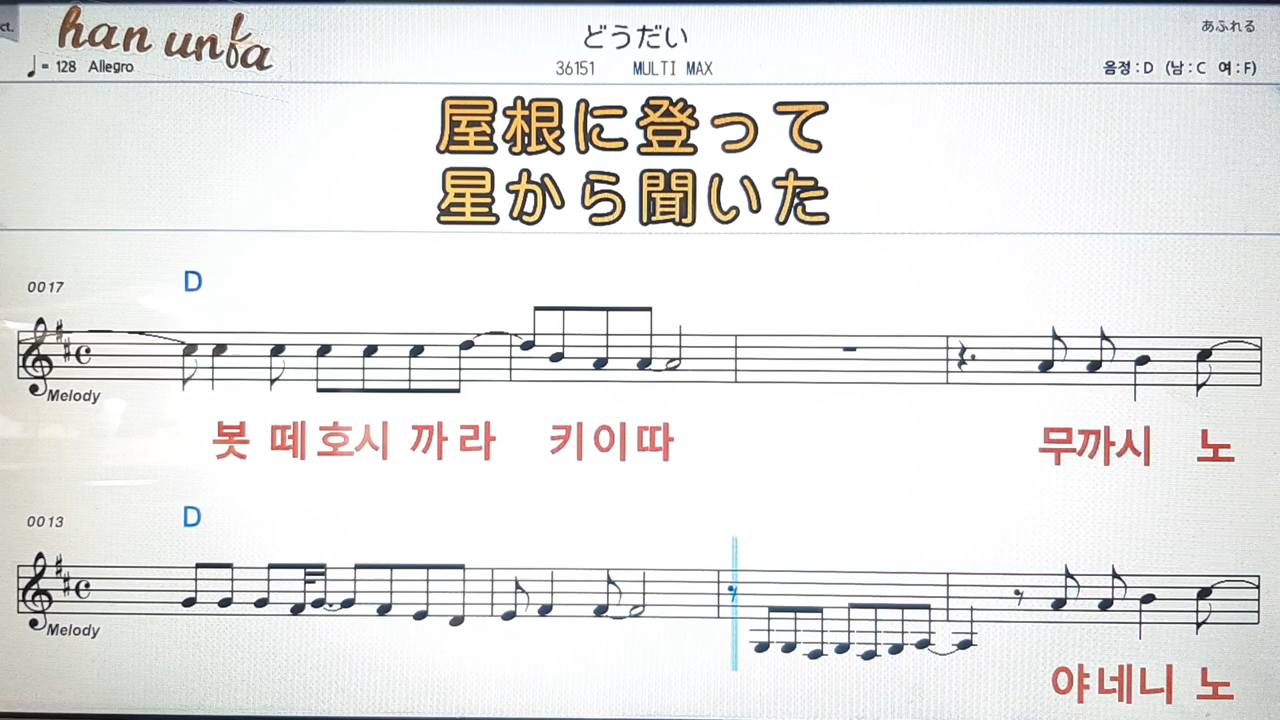 ct.
han unba
どうだい
あふれる
♩= 128 Allegro
36151 MULTI MAX
음정 : D (남 : C 여 : F)
屋根に登って
星から聞いた
0017
D
Melody
봇 떼 호시 까 라 키이따 무까시 노
0013
D
Melody
야네니 노